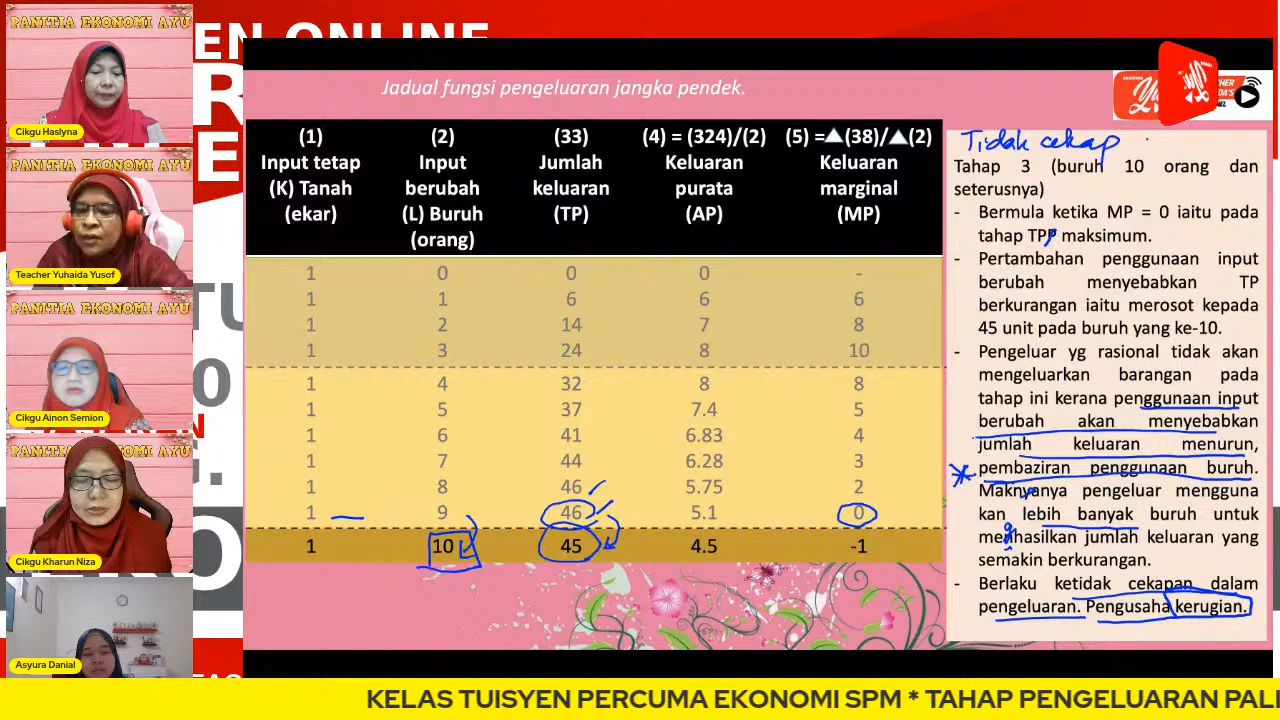 EN ONLINE
PANITIA EKONOMI AYU
Cikgu Haslyna
PANITIA EKONOMI AYU
Teacher Yuhaida Yusof
PANITIA EKONOMI AYU
Cikgu Ainon Semion
PANITIA EKONOMI AYU
Cikgu Kharun Niza
Asyura Danial
Jadual fungsi pengeluaran jangka pendek.
(1) (2) (33) (4) = (324)/(2) (5) =▲(38)/▲(2)
Input tetap Input Jumlah Keluaran Keluaran
(K) Tanah berubah keluaran purata marginal
(ekar) (L) Buruh (TP) (AP) (MP)
(orang)
1 0 0 0 -
1 1 6 6 6
1 2 14 7 8
1 3 24 8 10
1 4 32 8 8
1 5 37 7.4 5
1 6 41 6.83 4
1 7 44 6.28 3
1 8 46 5.75 2
1 9 46 5.1 0
1 10 45 4.5 -1
Tidak cekap
Tahap 3 (buruh 10 orang dan
seterusnya)
- Bermula ketika MP = 0 iaitu pada
tahap TPP maksimum.
- Pertambahan penggunaan input
berubah menyebabkan TP
berkurangan iaitu merosot kepada
45 unit pada buruh yang ke-10.
- Pengeluar yg rasional tidak akan
mengeluarkan barangan pada
tahap ini kerana penggunaan input
berubah akan menyebabkan
jumlah keluaran menurun,
pembaziran penggunaan buruh.
Maknyanya pengeluar mengguna
kan lebih banyak buruh untuk
menhasilkan jumlah keluaran yang
semakin berkurangan.
- Berlaku ketidak cekapan dalam
pengeluaran. Pengusaha kerugian.
KELAS TUISYEN PERCUMA EKONOMI SPM * TAHAP PENGELUARAN PALI